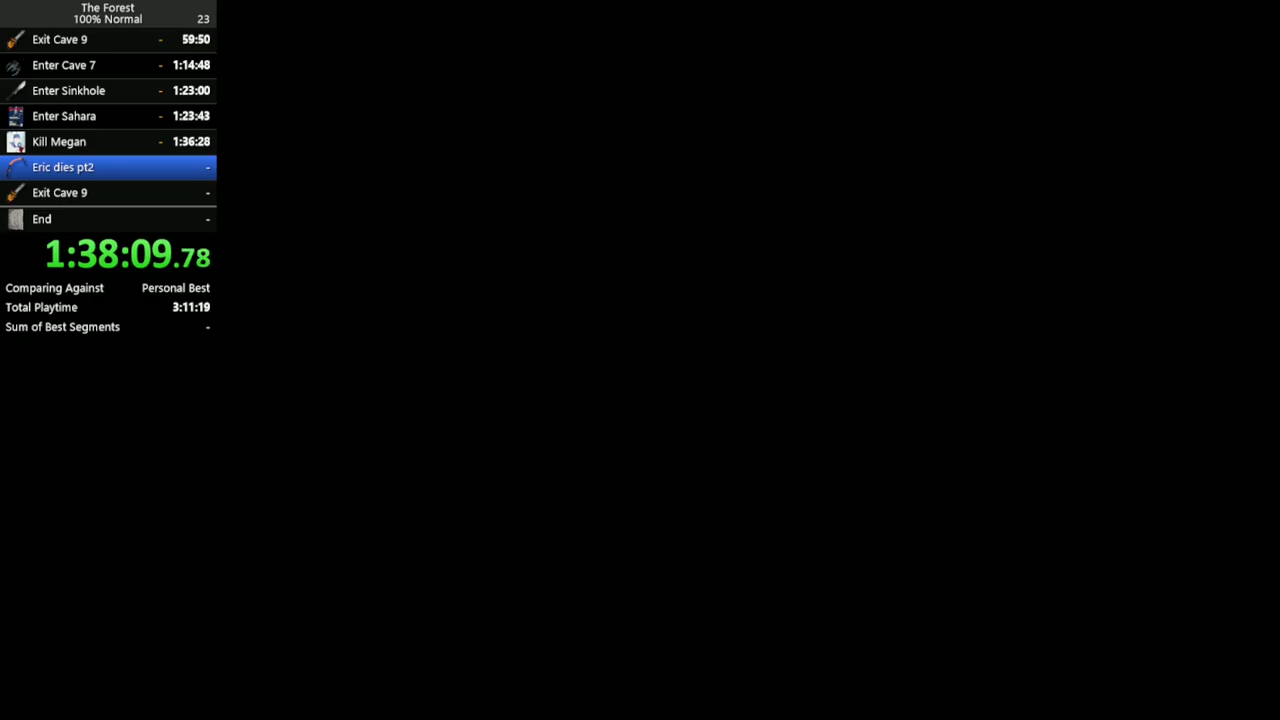 The Forest
100% Normal 23
Exit Cave 9 - 59:50
Enter Cave 7 - 1:14:48
Enter Sinkhole - 1:23:00
Enter Sahara - 1:23:43
Kill Megan - 1:36:28
Eric dies pt2 -
Exit Cave 9 -
End -
1:38:09.78
Comparing Against Personal Best
Total Playtime 3:11:19
Sum of Best Segments -